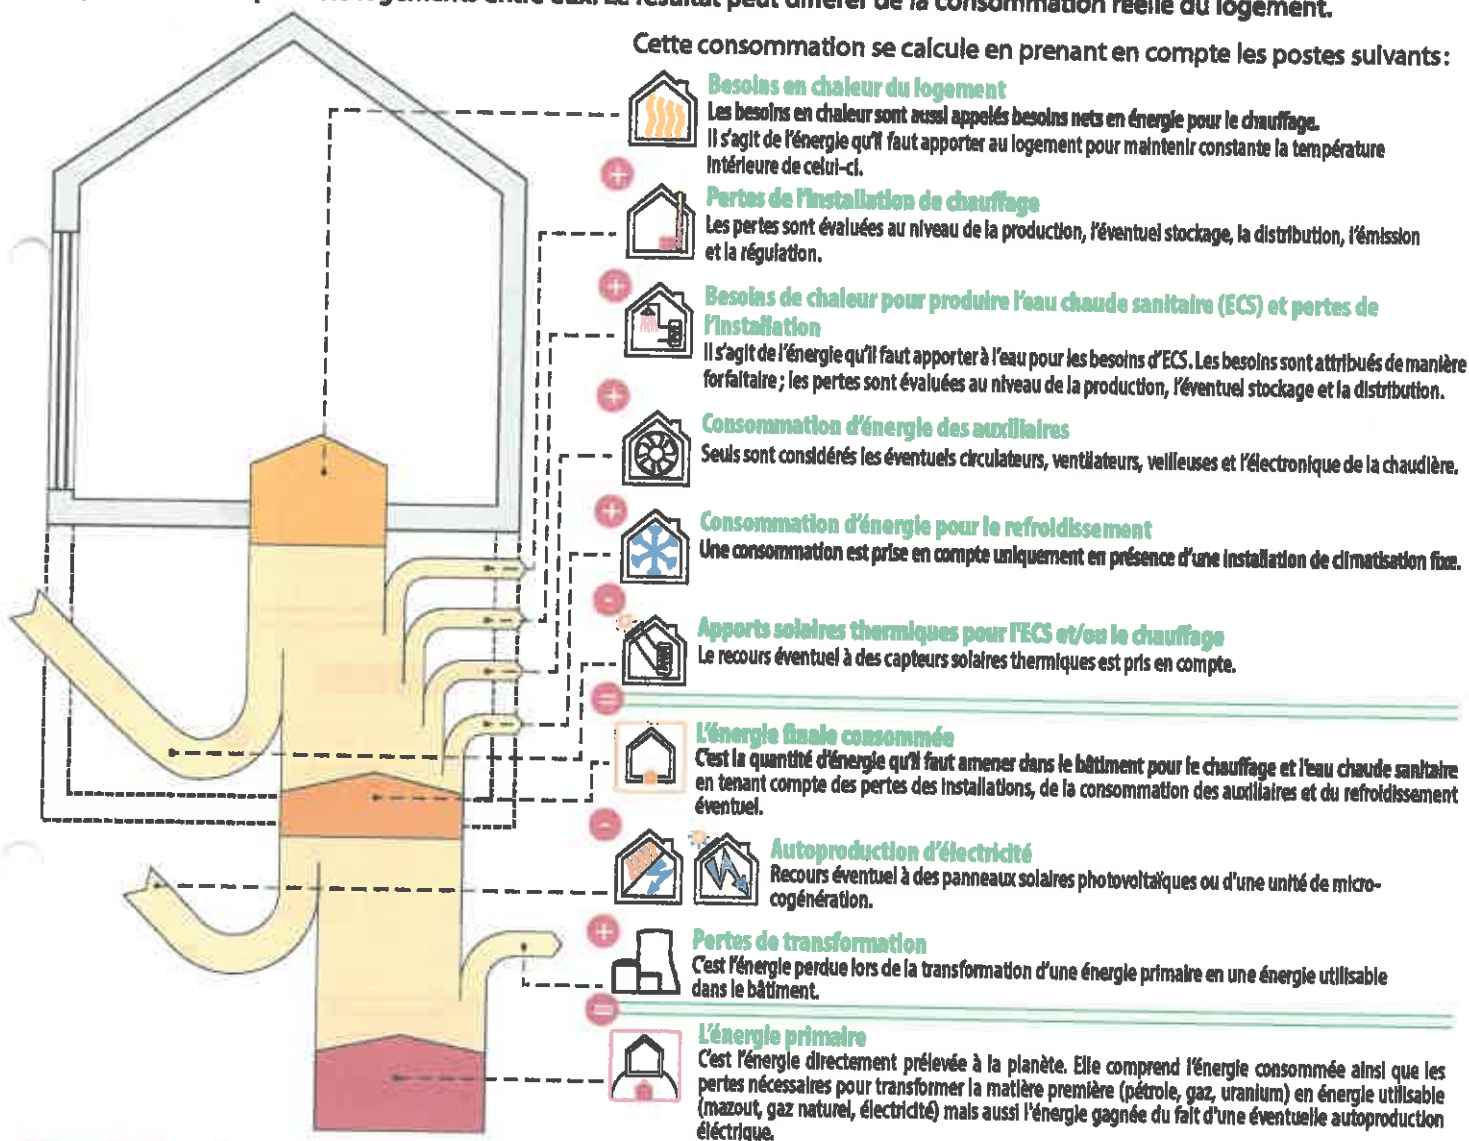 logements entre eux. Le résultat peut différer de la consommation réelle du logement.
Cette consommation se calcule en prenant en compte les postes suivants:
Besoins en chaleur du logement
Les besoins en chaleur sont aussi appelés besoins nets en énergie pour le chauffage.
Il s'agit de l'énergie qu'il faut apporter au logement pour maintenir constante la température
intérieure de celui-ci.
+
Pertes de l'installation de chauffage
Les pertes sont évaluées au niveau de la production, l'éventuel stockage, la distribution, l'émission
et la régulation.
+
Besoins de chaleur pour produire l'eau chaude sanitaire (ECS) et pertes de
l'installation
Il s'agit de l'énergie qu'il faut apporter à l'eau pour les besoins d'ECS. Les besoins sont attribués de manière
forfaitaire ; les pertes sont évaluées au niveau de la production, l'éventuel stockage et la distribution.
+
Consommation d'énergie des auxiliaires
Seuls sont considérés les éventuels circulateurs, ventilateurs, veilleuses et l'électronique de la chaudière.
+
Consommation d'énergie pour le refroidissement
Une consommation est prise en compte uniquement en présence d'une installation de climatisation fixe.
-
Apports solaires thermiques pour l'ECS et/ou le chauffage
Le recours éventuel à des capteurs solaires thermiques est pris en compte.
=
L'énergie finale consommée
C'est la quantité d'énergie qu'il faut amener dans le bâtiment pour le chauffage et l'eau chaude sanitaire
en tenant compte des pertes des installations, de la consommation des auxiliaires et du refroidissement
éventuel.
-
Autoproduction d'électricité
Recours éventuel à des panneaux solaires photovoltaïques ou d'une unité de micro-
cogénération.
+
Pertes de transformation
C'est l'énergie perdue lors de la transformation d'une énergie primaire en une énergie utilisable
dans le bâtiment.
=
L'énergie primaire
C'est l'énergie directement prélevée à la planète. Elle comprend l'énergie consommée ainsi que les
pertes nécessaires pour transformer la matière première (pétrole, gaz, uranium) en énergie utilisable
(mazout, gaz naturel, électricité) mais aussi l'énergie gagnée du fait d'une éventuelle autoproduction
éléctrique.